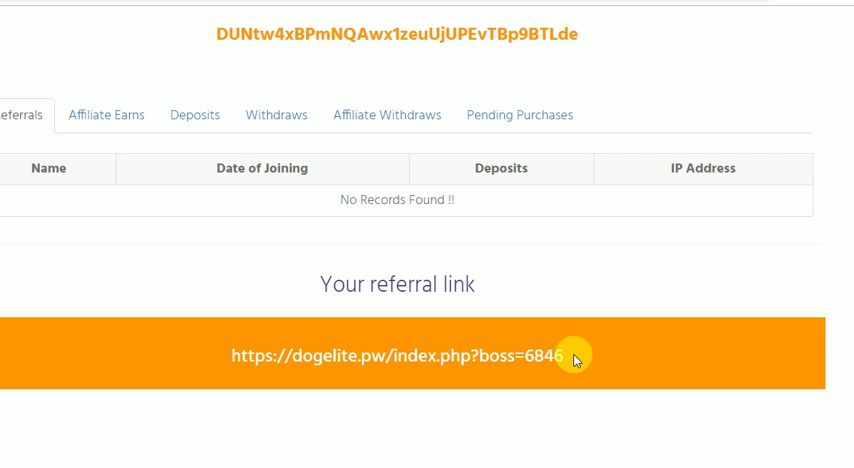 DUNtw4xBPmNQAwx1zeuUjUPEvTBp9BTLde
eferrals Affiliate Earns Deposits Withdraws Affiliate Withdraws Pending Purchases
Name Date of Joining Deposits IP Address
No Records Found !!
Your referral link
https://dogelite.pw/index.php?boss=6846